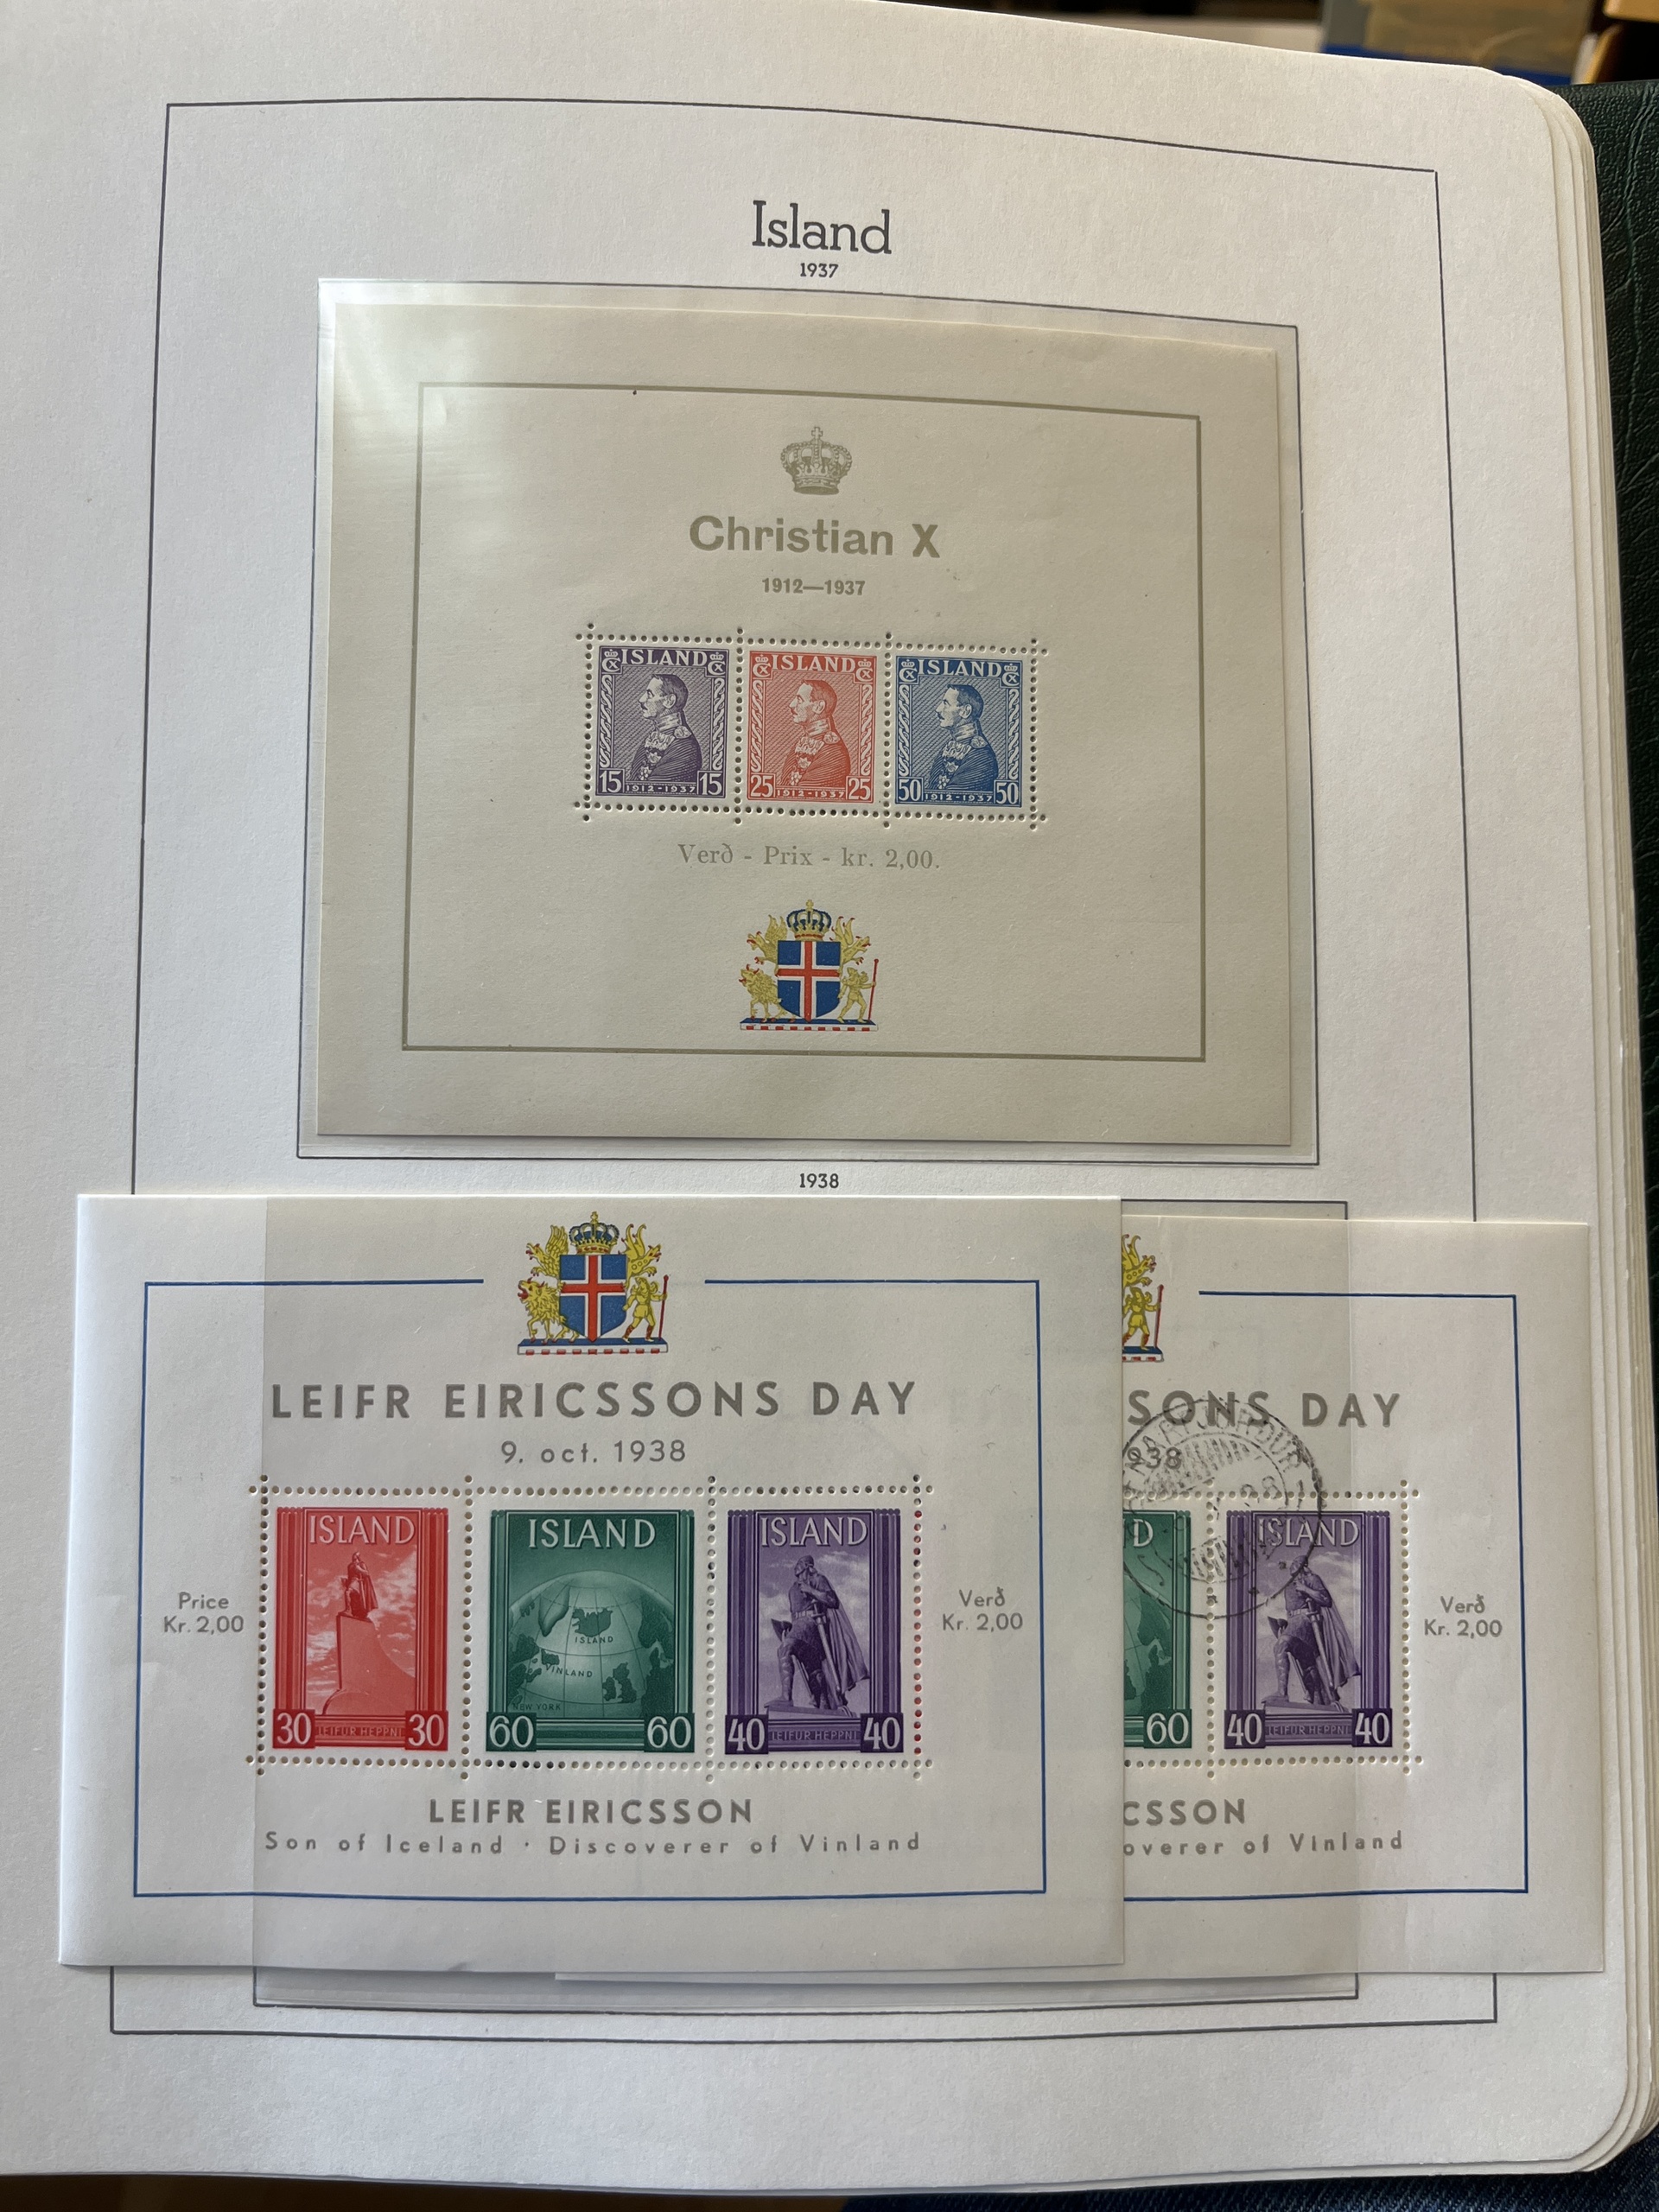 Island
1937
Christian X
1912—1937
ISLAND
15 1912-1937 15
ISLAND
25 1912-1937 25
ISLAND
50 1912-1937 50
Verð - Prix - kr. 2,00.
1938
LEIFR EIRICSSONS DAY
9. oct. 1938
Price
Kr. 2,00
ISLAND
30 LEIFUR HEPPNI 30
ISLAND
ISLAND
VINLAND
NEW YORK
60 60
ISLAND
40 LEIFUR HEPPNI 40
Verð
Kr. 2,00
LEIFR EIRICSSON
Son of Iceland · Discoverer of Vinland
SONS DAY
938
D
60
ISLAND
40 LEIFUR HEPPNI 40
Verð
Kr. 2,00
CSSON
overer of Vinland